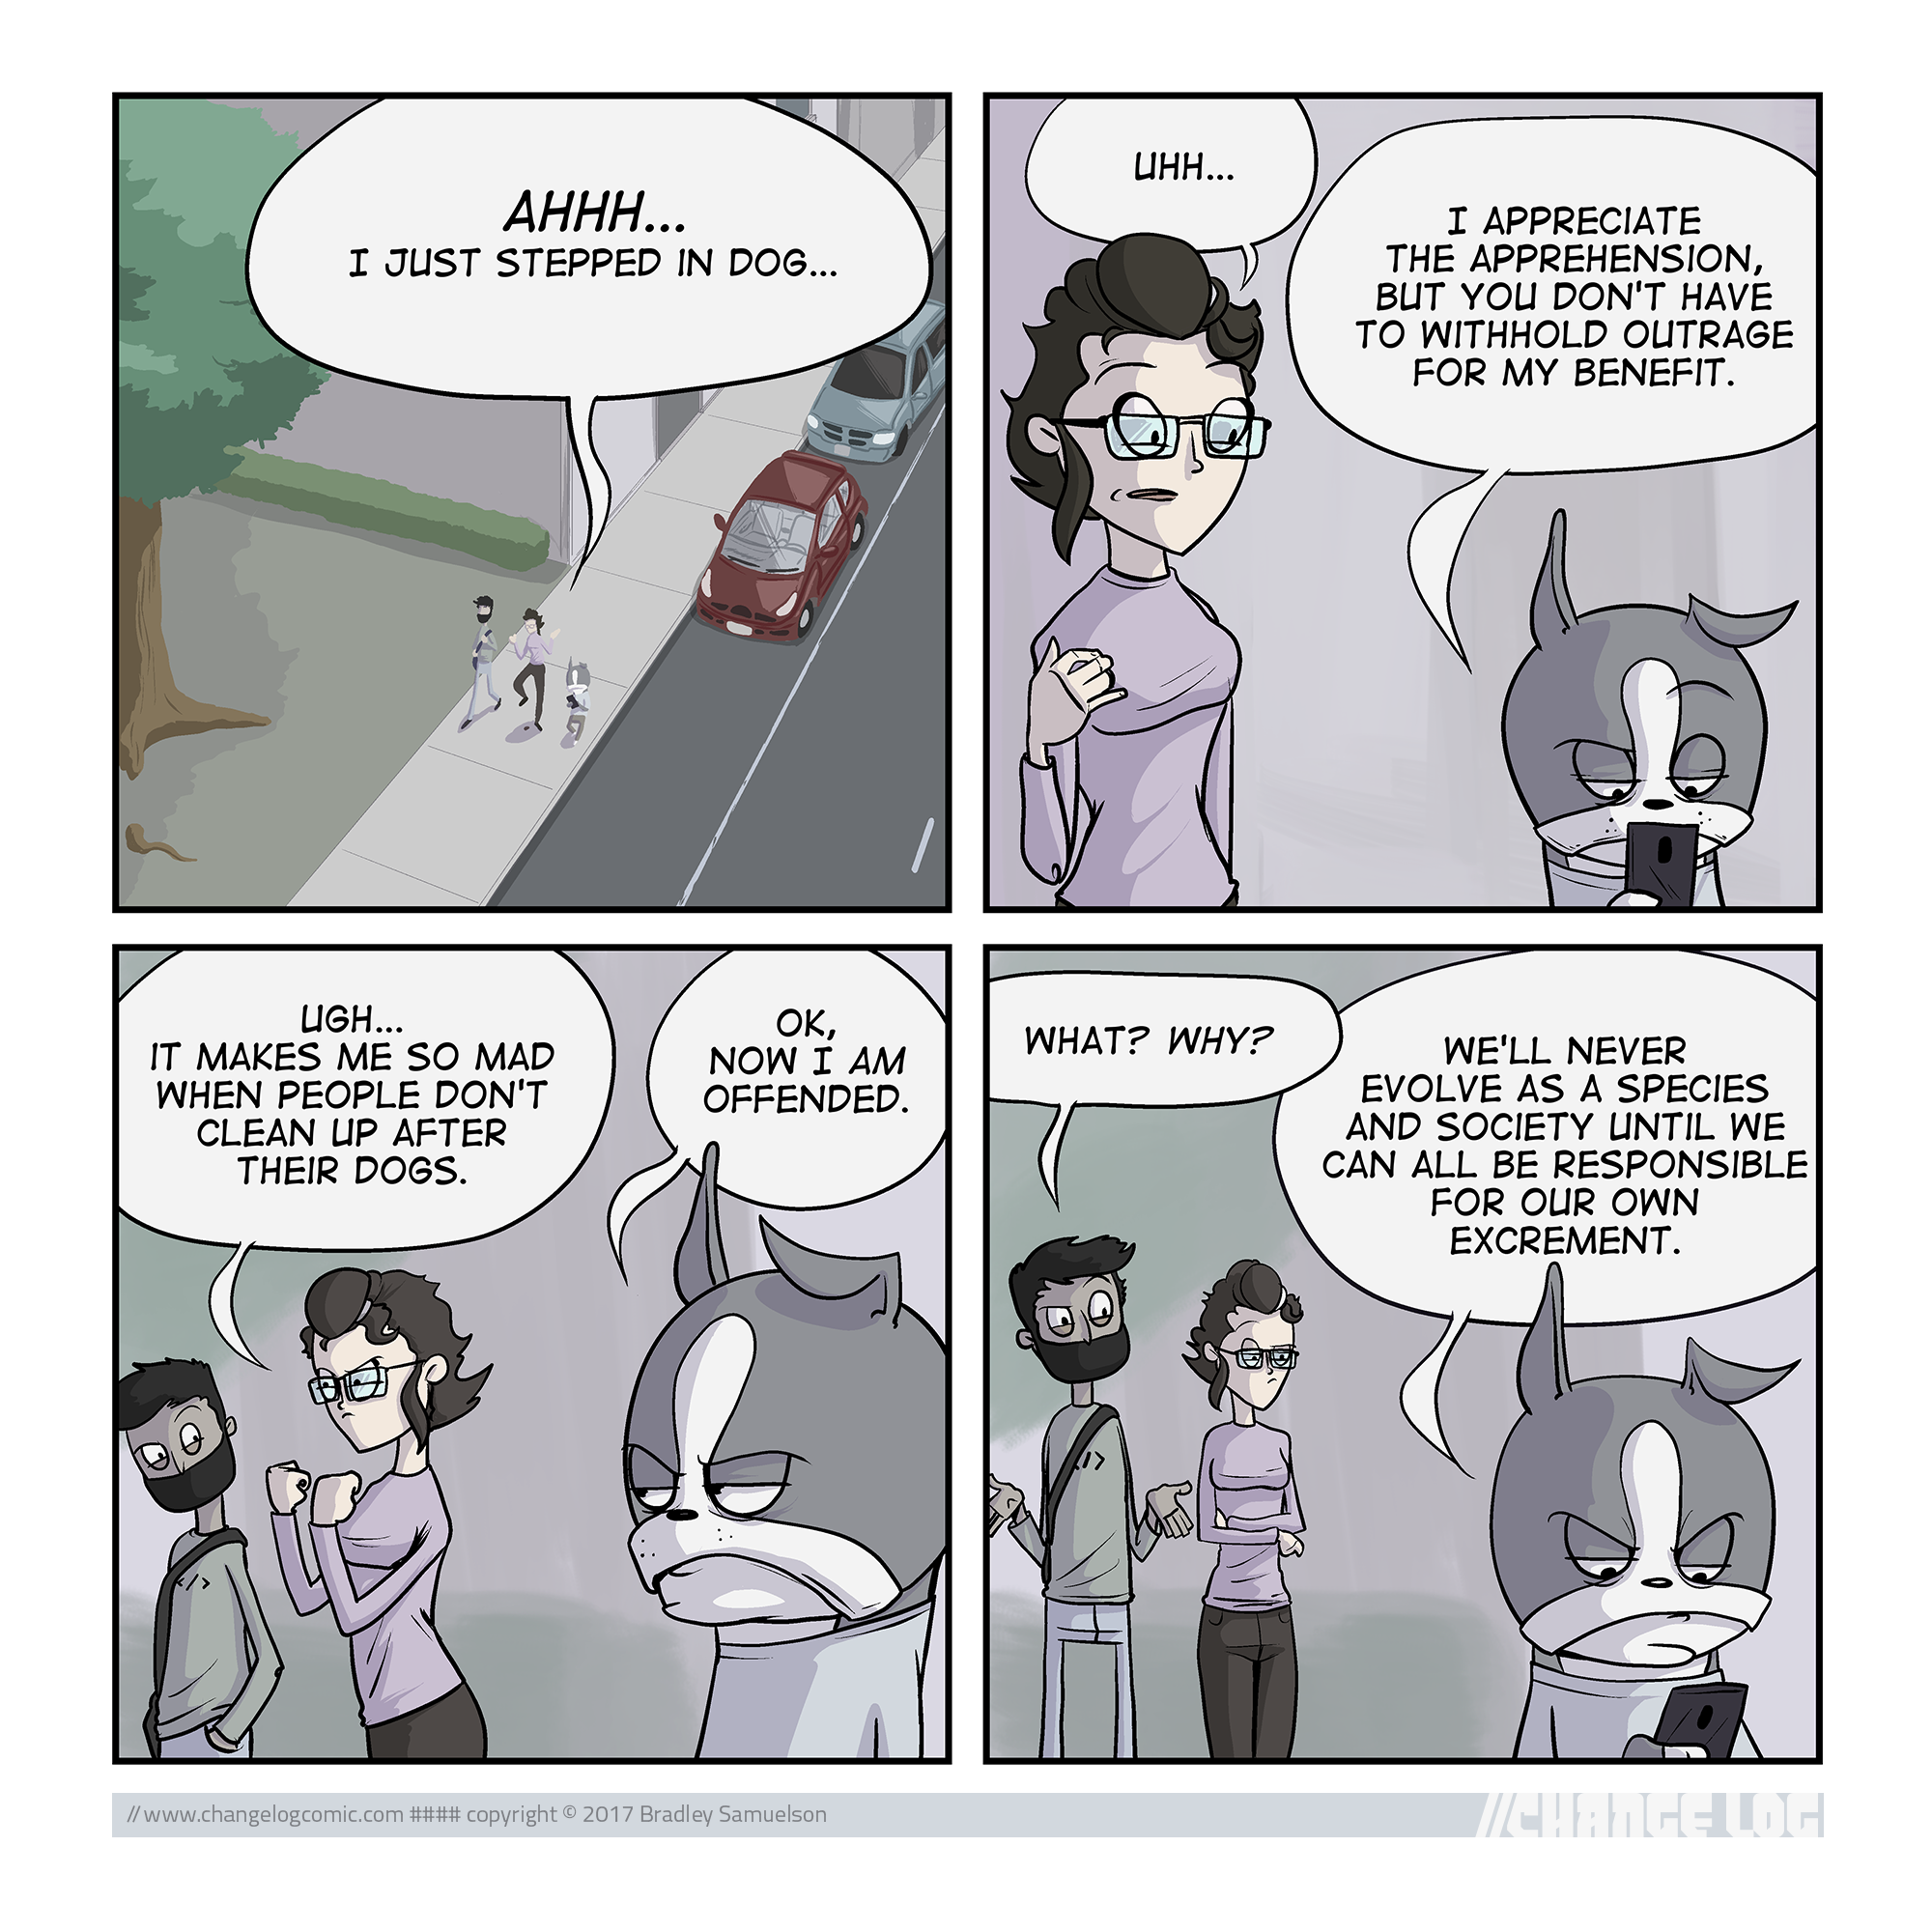 AHHH...
I JUST STEPPED IN DOG...
UHH...
I APPRECIATE
THE APPREHENSION,
BUT YOU DON'T HAVE
TO WITHHOLD OUTRAGE
FOR MY BENEFIT.
UGH...
IT MAKES ME SO MAD
WHEN PEOPLE DON'T
CLEAN UP AFTER
THEIR DOGS.
OK,
NOW I AM
OFFENDED.
WHAT? WHY?
WE'LL NEVER
EVOLVE AS A SPECIES
AND SOCIETY UNTIL WE
CAN ALL BE RESPONSIBLE
FOR OUR OWN
EXCREMENT.
</>
</>
// www.changelogcomic.com #### copyright © 2017 Bradley Samuelson
//CHANGE LOG